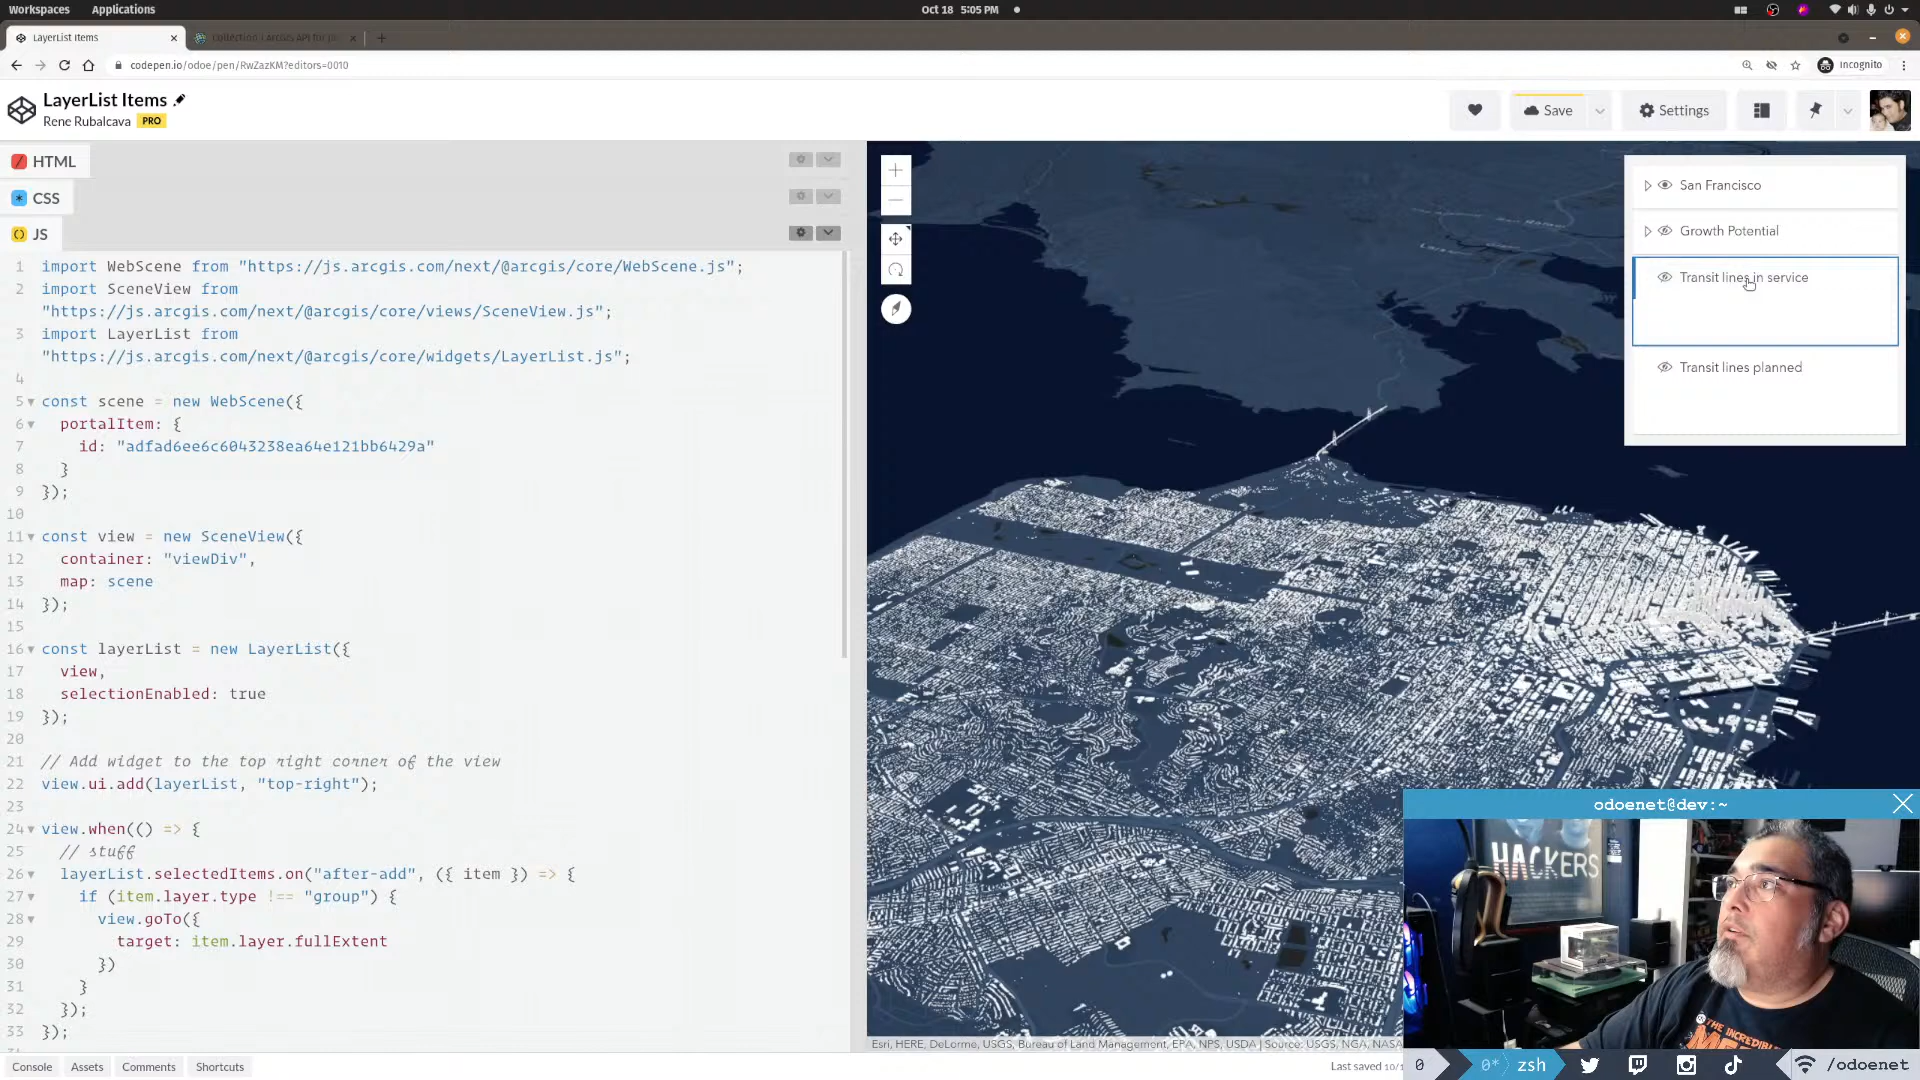 Workspaces Applications Oct 18 5:05 PM
LayerList Items
codepen.io/odoe/pen/RwZazKM?editors=0010 Incognito
LayerList Items
Rene Rubalcava PRO
Save Settings
HTML
CSS
JS
1 import WebScene from "https://js.arcgis.com/next/@arcgis/core/WebScene.js";
2 import SceneView from
"https://js.arcgis.com/next/@arcgis/core/views/SceneView.js";
3 import LayerList from
"https://js.arcgis.com/next/@arcgis/core/widgets/LayerList.js";
4
5 const scene = new WebScene({
6 portalItem: {
7 id: "adfad6ee6c6043238ea64e121bb6429a"
8 }
9 });
10
11 const view = new SceneView({
12 container: "viewDiv",
13 map: scene
14 });
15
16 const layerList = new LayerList({
17 view,
18 selectionEnabled: true
19 });
20
21 // Add widget to the top right corner of the view
22 view.ui.add(layerList, "top-right");
23
24 view.when(() => {
25 // stuff
26 layerList.selectedItems.on("after-add", ({ item }) => {
27 if (item.layer.type !== "group") {
28 view.goTo({
29 target: item.layer.fullExtent
30 })
31 }
32 });
33 });
San Francisco
Growth Potential
Transit lines in service
Transit lines planned
odoenet@dev:~
HACKERS
THE INCREDIBLE
Esri, HERE, DeLorme, USGS, Bureau of Land Management, EPA, NPS, USDA | Source: USGS, NGA, NASA
Console Assets Comments Shortcuts
Last saved
0 0* zsh /odoenet